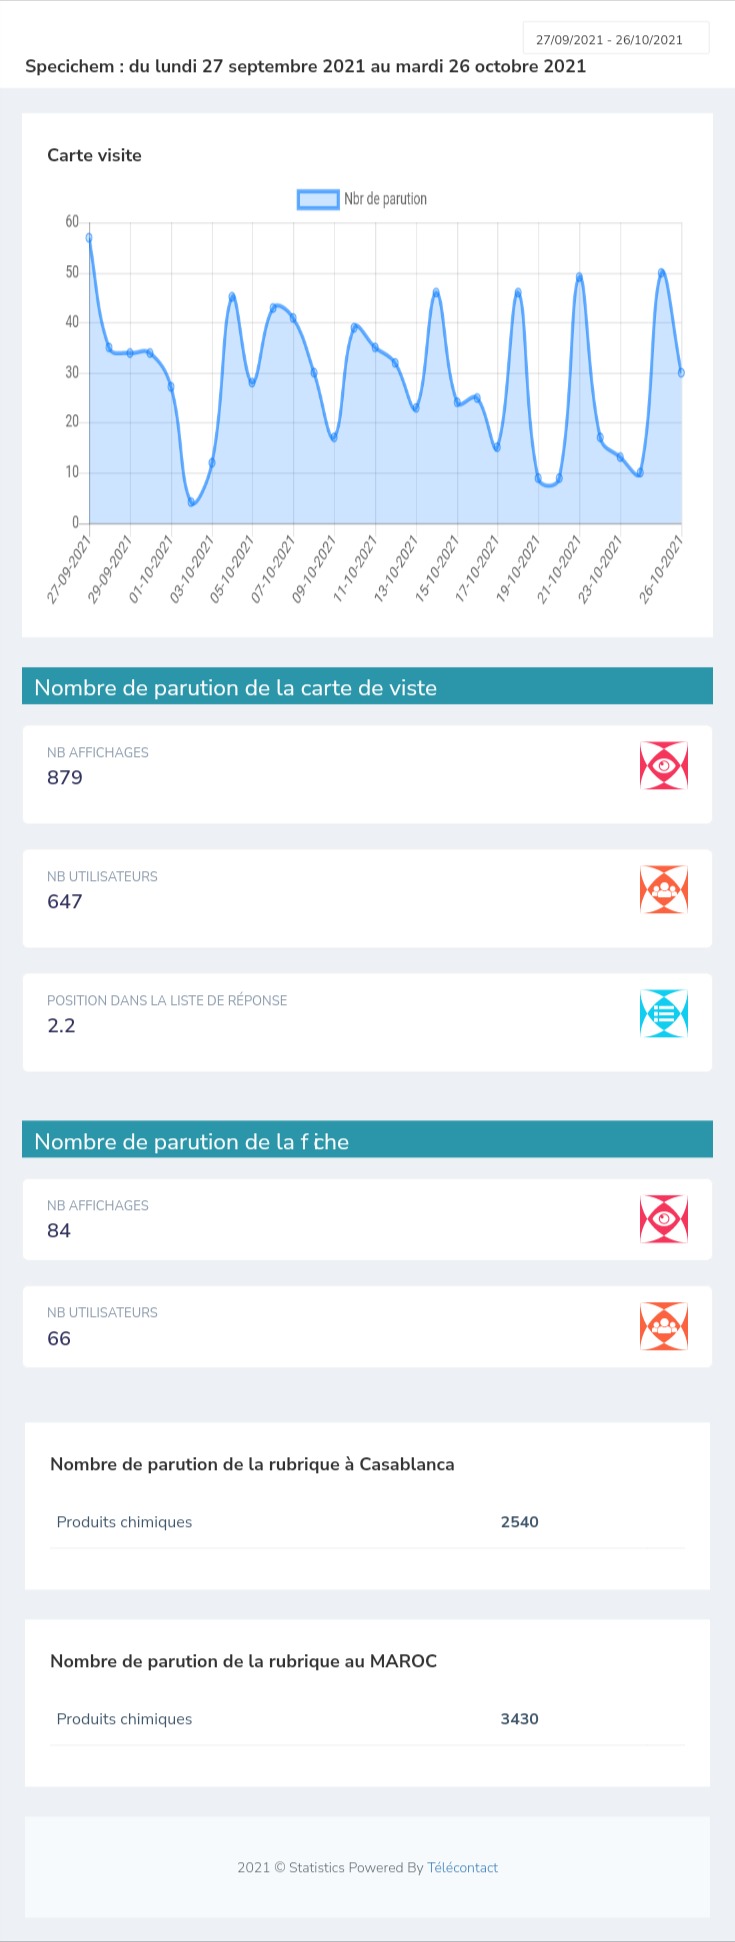 27/09/2021 - 26/10/2021
Specichem : du lundi 27 septembre 2021 au mardi 26 octobre 2021
Carte visite
Nbr de parution
60
50
40
30
20
10
0
27-09-2021
29-09-2021
01-10-2021
03-10-2021
05-10-2021
07-10-2021
09-10-2021
11-10-2021
13-10-2021
15-10-2021
17-10-2021
19-10-2021
21-10-2021
23-10-2021
26-10-2021
Nombre de parution de la carte de viste
NB AFFICHAGES
879
NB UTILISATEURS
647
POSITION DANS LA LISTE DE RÉPONSE
2.2
Nombre de parution de la fiche
NB AFFICHAGES
84
NB UTILISATEURS
66
Nombre de parution de la rubrique à Casablanca
Produits chimiques 2540
Nombre de parution de la rubrique au MAROC
Produits chimiques 3430
2021 © Statistics Powered By Télécontact